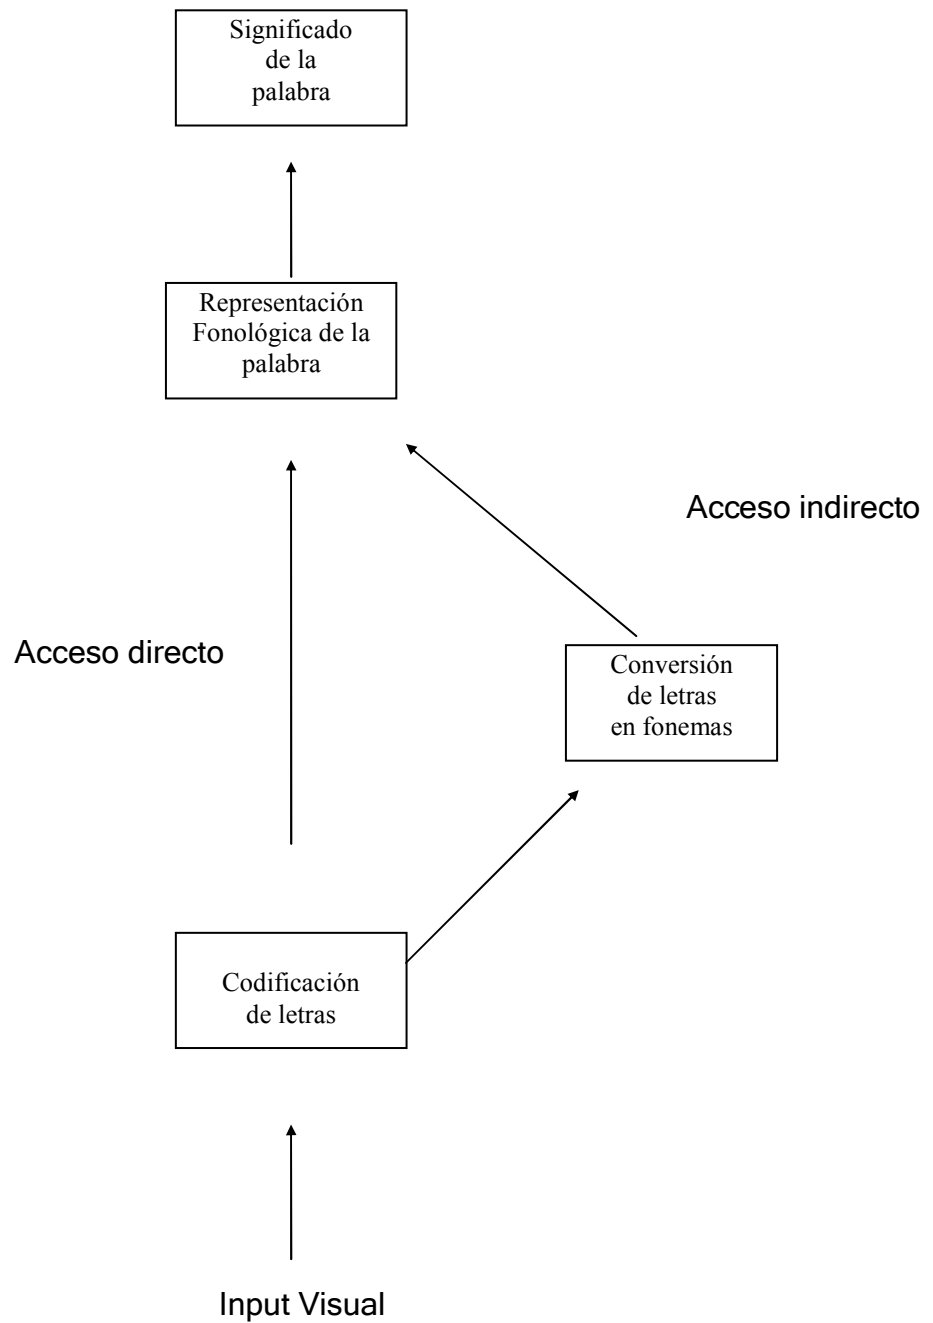 Significado
de la
palabra
Representación
Fonológica de la
palabra
Acceso indirecto
Acceso directo
Conversión
de letras
en fonemas
Codificación
de letras
Input Visual